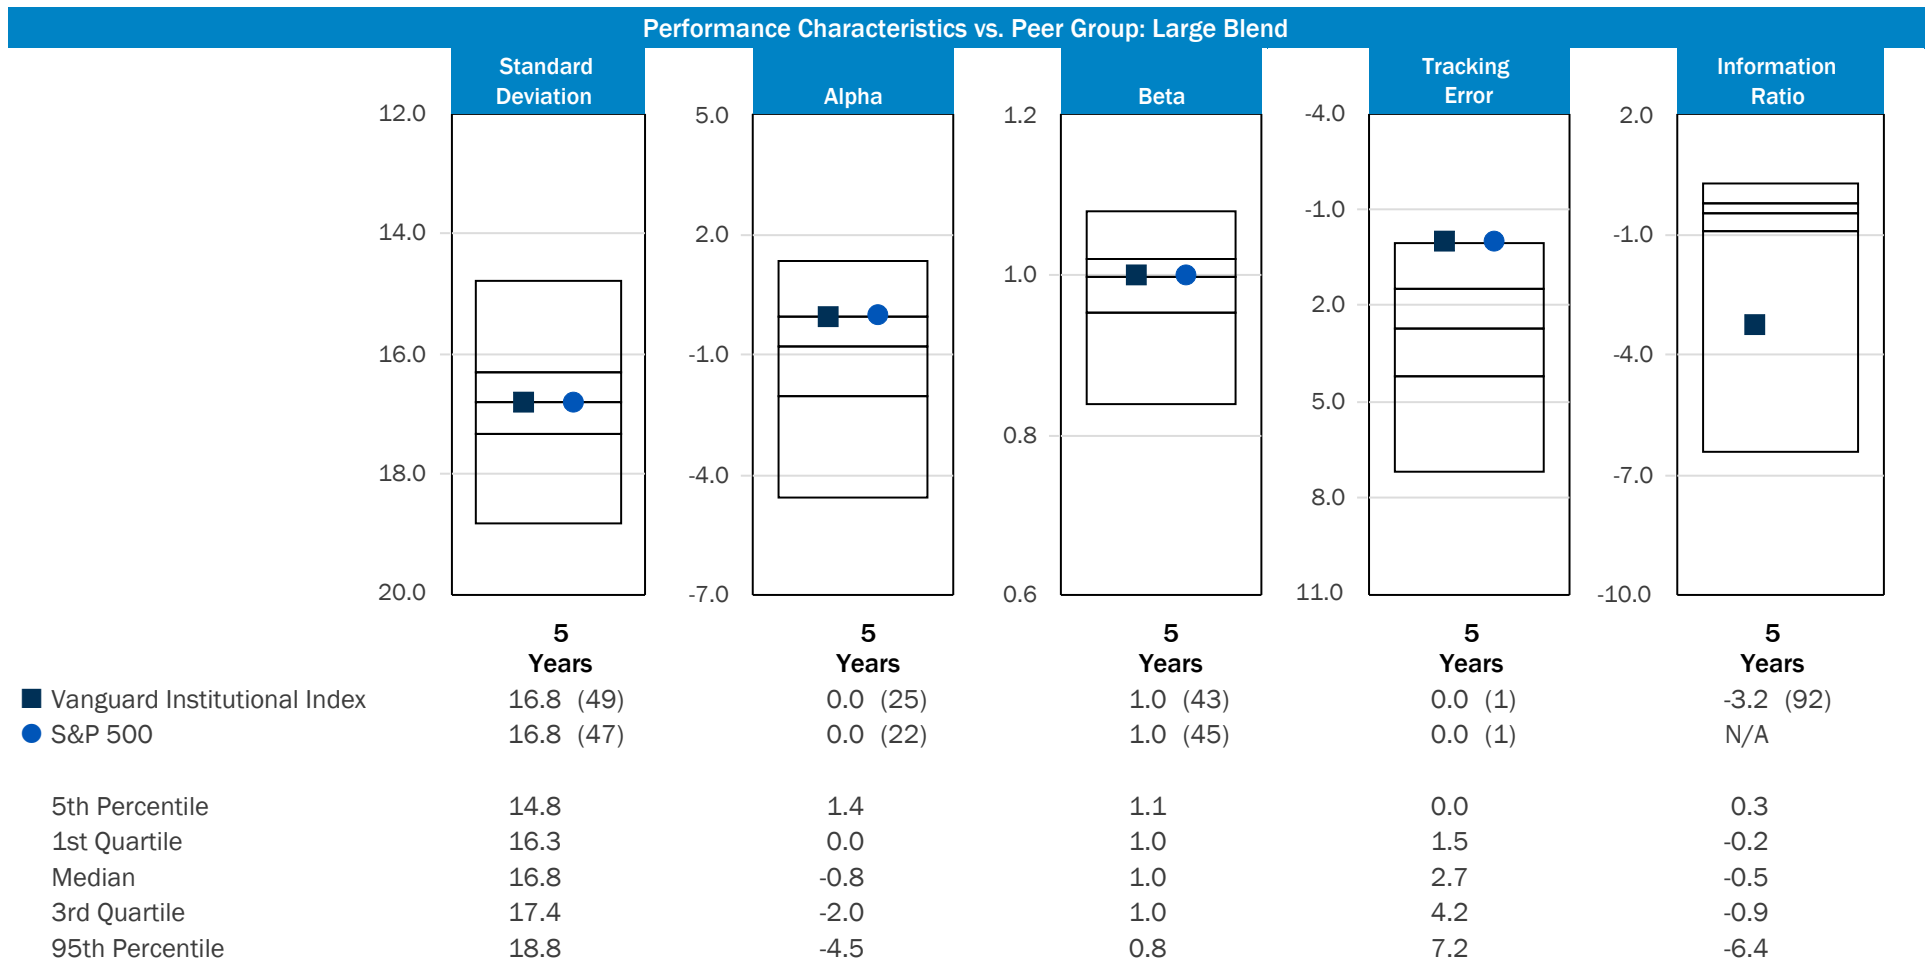 Performance Characteristics vs. Peer Group: Large Blend
Standard Deviation
Alpha
Beta
Tracking Error
Information Ratio
12.0
14.0
16.0
18.0
20.0
5.0
2.0
-1.0
-4.0
-7.0
1.2
1.0
0.8
0.6
-4.0
-1.0
2.0
5.0
8.0
11.0
2.0
-1.0
-4.0
-7.0
-10.0
5 Years 5 Years 5 Years 5 Years 5 Years
Vanguard Institutional Index 16.8 (49) 0.0 (25) 1.0 (43) 0.0 (1) -3.2 (92)
S&P 500 16.8 (47) 0.0 (22) 1.0 (45) 0.0 (1) N/A
5th Percentile 14.8 1.4 1.1 0.0 0.3
1st Quartile 16.3 0.0 1.0 1.5 -0.2
Median 16.8 -0.8 1.0 2.7 -0.5
3rd Quartile 17.4 -2.0 1.0 4.2 -0.9
95th Percentile 18.8 -4.5 0.8 7.2 -6.4